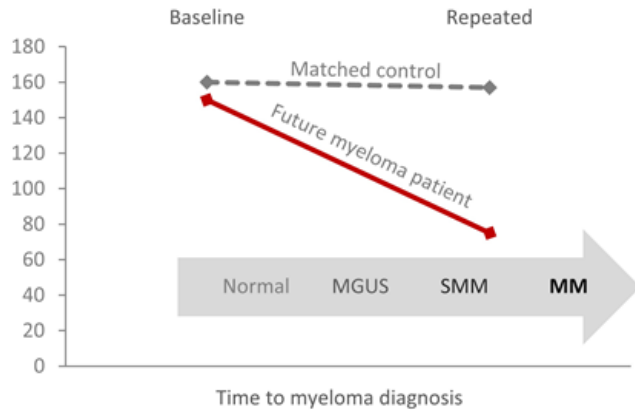 Baseline
Repeated
180
160
140
120
100
80
60
40
20
0
Matched control
Future myeloma patient
Normal
MGUS
SMM
MM
Time to myeloma diagnosis